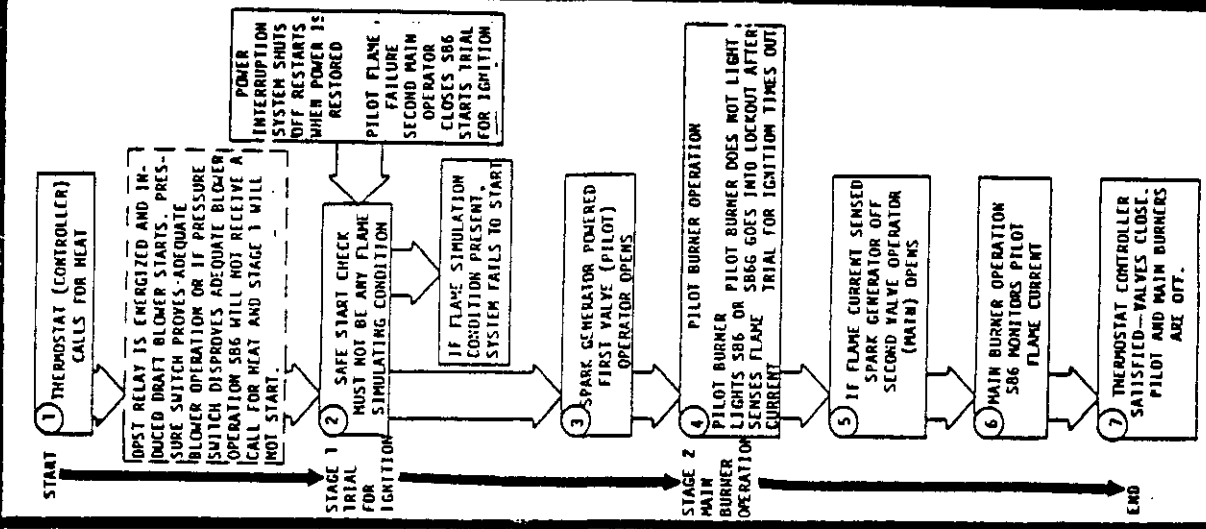 START
1 THERMOSTAT (CONTROLLER)
CALLS FOR HEAT
DPST RELAY IS ENERGIZED AND IN-
DUCED DRAFT BLOWER STARTS. PRES-
SURE SWITCH PROVES-ADEQUATE
BLOWER OPERATION OR IF PRESSURE
SWITCH DISPROVES ADEQUATE BLOWER
OPERATION S86 WILL NOT RECEIVE A
CALL FOR HEAT AND STAGE 1 WILL
NOT START.
POWER
INTERRUPTION
SYSTEM SHUTS
OFF RESTARTS
WHEN POWER IS
RESTORED
PILOT FLAME
FAILURE
SECOND MAIN
OPERATOR
CLOSES S86
STARTS TRIAL
FOR IGNITION
STAGE 1
TRIAL
FOR
IGNITION
2 SAFE START CHECK
MUST NOT BE ANY FLAME
SIMULATING CONDITION
IF FLAME SIMULATION
CONDITION PRESENT,
SYSTEM FAILS TO START
3 SPARK GENERATOR POWERED
FIRST VALVE (PILOT)
OPERATOR OPENS
STAGE 2
MAIN
BURNER
OPERATION
4 PILOT BURNER OPERATION
PILOT BURNER
LIGHTS S86 OR
SENSES FLAME
CURRENT
PILOT BURNER DOES NOT LIGHT
S86G GOES INTO LOCKOUT AFTER
TRIAL FOR IGNITION TIMES OUT
5 IF FLAME CURRENT SENSED
SPARK GENERATOR OFF
SECOND VALVE OPERATOR
(MAIN) OPENS
6 MAIN BURNER OPERATION
S86 MONITORS PILOT
FLAME CURRENT
7 THERMOSTAT CONTROLLER
SATISFIED—VALVES CLOSE.
PILOT AND MAIN BURNERS
ARE OFF.
END